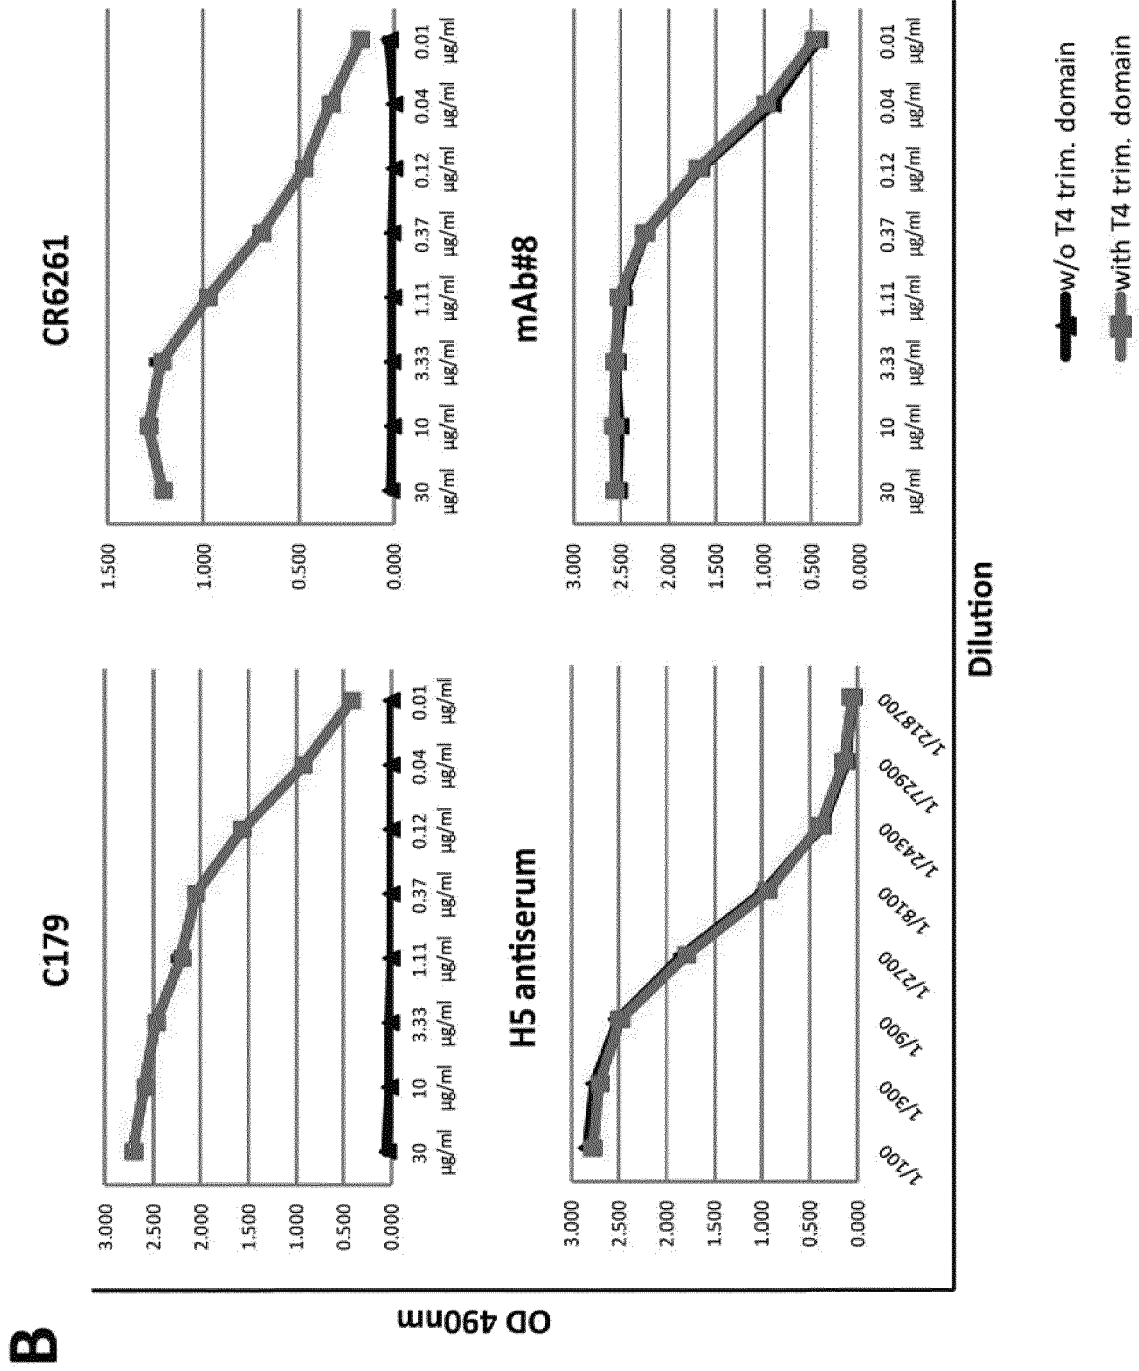 B
OD 490nm
C179
3.000
2.500
2.000
1.500
1.000
0.500
0.000
30 10 3.33 1.11 0.37 0.12 0.04 0.01
µg/ml µg/ml µg/ml µg/ml µg/ml µg/ml µg/ml µg/ml
CR6261
1.500
1.000
0.500
0.000
30 10 3.33 1.11 0.37 0.12 0.04 0.01
µg/ml µg/ml µg/ml µg/ml µg/ml µg/ml µg/ml µg/ml
H5 antiserum
3.000
2.500
2.000
1.500
1.000
0.500
0.000
1/100 1/300 1/900 1/2700 1/8100 1/24300 1/72900 1/218700
mAb#8
3.000
2.500
2.000
1.500
1.000
0.500
0.000
30 10 3.33 1.11 0.37 0.12 0.04 0.01
µg/ml µg/ml µg/ml µg/ml µg/ml µg/ml µg/ml µg/ml
Dilution
w/o T4 trim. domain
with T4 trim. domain